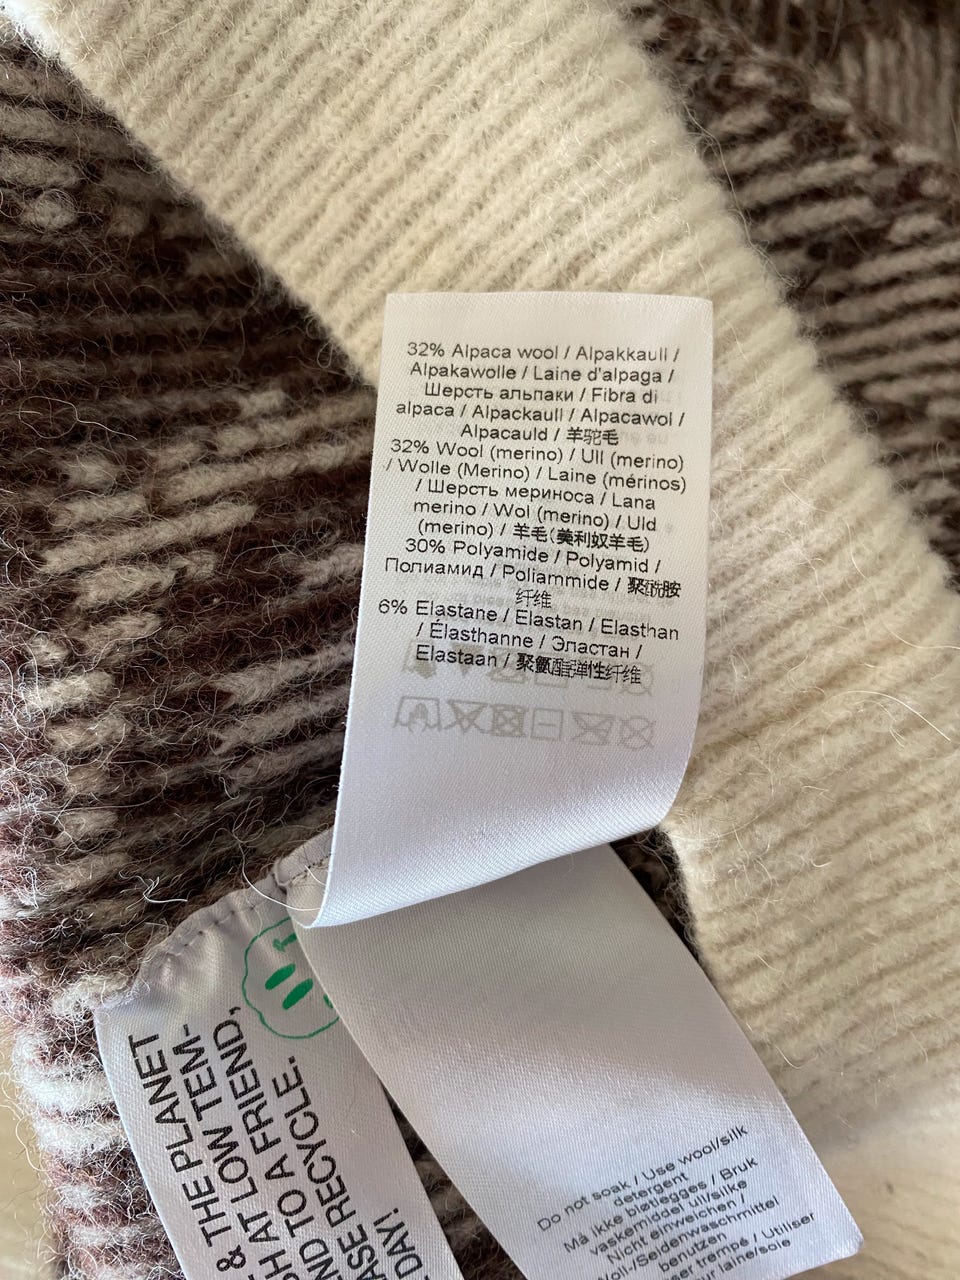 32% Alpaca wool / Alpakkaull /
Alpakawolle / Laine d'alpaga /
Шерсть альпаки / Fibra di
alpaca / Alpackaull / Alpacawol /
Alpacauld / 羊驼毛
32% Wool (merino) / Ull (merino)
/ Wolle (Merino) / Laine (mérinos)
/ Шерсть мериноса / Lana
merino / Wol (merino) / Uld
(merino) / 羊毛(美利奴羊毛)
30% Polyamide / Polyamid /
Полиамид / Poliammide / 聚酰胺
纤维
6% Elastane / Elastan / Elasthan
/ Élasthanne / Эластан /
Elastaan / 聚氨酯弹性纤维
& THE PLANET
AT LOW TEM-
TO A FRIEND,
RECYCLE.
DAY!
Do not soak / Use wool/silk
detergent
Må ikke bløtlegges / Bruk
vaskemiddel ull/silke
Nicht einweichen /
Woll-/Seidenwaschmittel
benutzen
trempé / Utiliser
laine/soie